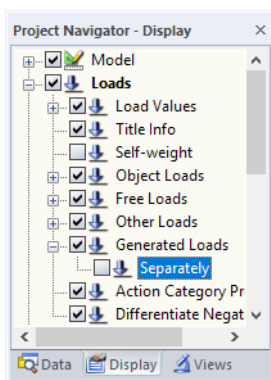 Project Navigator - Display
Model
Loads
Load Values
Title Info
Self-weight
Object Loads
Free Loads
Other Loads
Generated Loads
Separately
Action Category Pr
Differentiate Negat
Data Display Views